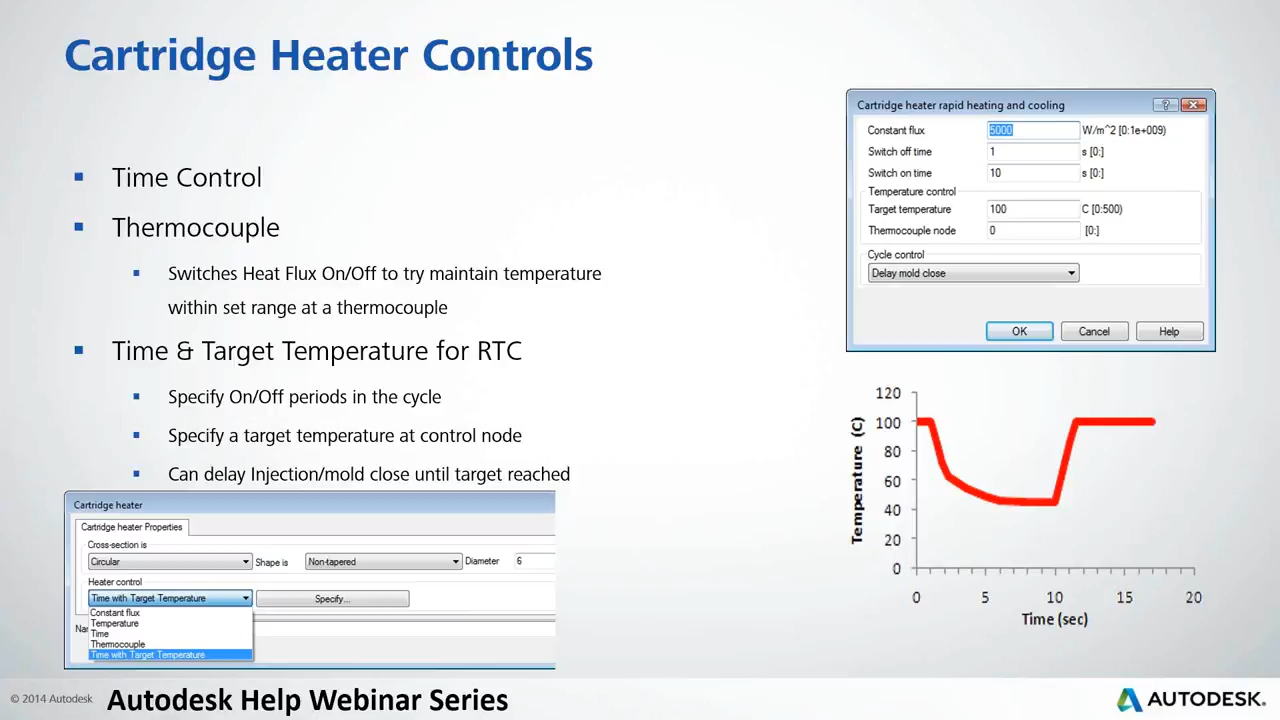 Cartridge Heater Controls
Time Control
Thermocouple
Switches Heat Flux On/Off to try maintain temperature
within set range at a thermocouple
Time & Target Temperature for RTC
Specify On/Off periods in the cycle
Specify a target temperature at control node
Can delay Injection/mold close until target reached
Cartridge heater rapid heating and cooling
Constant flux 5000 W/m^2 [0:1e+009)
Switch off time 1 s [0:]
Switch on time 10 s [0:]
Temperature control
Target temperature 100 C [0:500)
Thermocouple node 0 [0:]
Cycle control
Delay mold close
OK Cancel Help
Temperature (C)
120
100
80
60
40
20
0
0 5 10 15 20
Time (sec)
Cartridge heater
Cartridge heater Properties
Cross-section is
Circular Shape is Non-tapered Diameter 6
Heater control
Time with Target Temperature Specify...
Constant flux
Temperature
Time
Thermocouple
Time with Target Temperature
© 2014 Autodesk Autodesk Help Webinar Series AUTODESK.